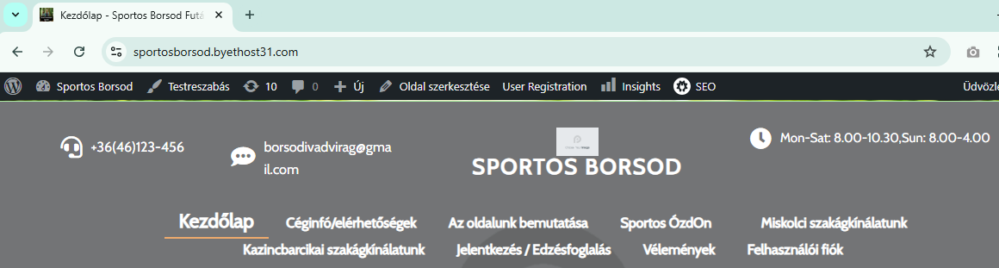 Kezdőlap - Sportos Borsod Futá
sportosborsod.byethost31.com
Sportos Borsod Testreszabás 10 0 Új Oldal szerkesztése User Registration Insights SEO Üdvözle
+36(46)123-456
borsodivadvirag@gma
il.com
SPORTOS BORSOD
Mon-Sat: 8.00-10.30,Sun: 8.00-4.00
Kezdőlap Céginfó/elérhetőségek Az oldalunk bemutatása Sportos ÓzdOn Miskolci szakágkínálatunk
Kazincbarcikai szakágkínálatunk Jelentkezés / Edzésfoglalás Vélemények Felhasználói fiók